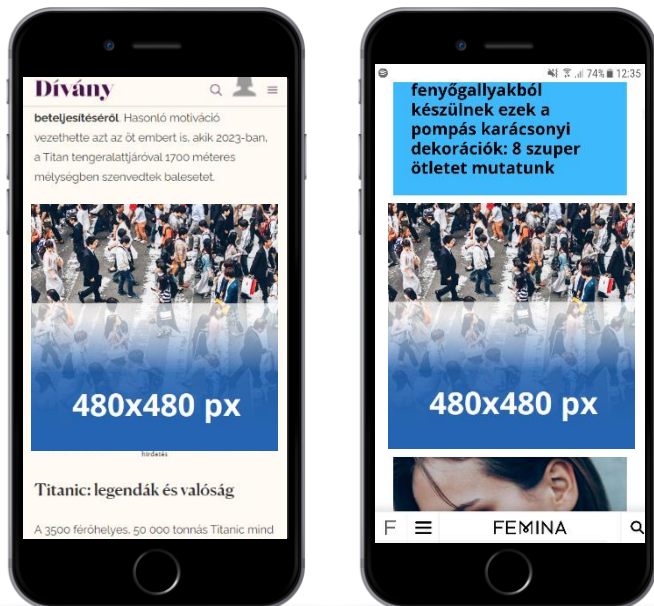 Dívány
beteljesítéséről. Hasonló motiváció
vezethette azt az öt embert is, akik 2023-ban,
a Titan tengeralattjáróval 1700 méteres
mélységben szenvedtek balesetet.
480x480 px
hirdetés
Titanic: legendák és valóság
A 3500 férőhelyes, 50 000 tonnás Titanic mind
74% 12:35
fenyőgallyakból
készülnek ezek a
pompás karácsonyi
dekorációk: 8 szuper
ötletet mutatunk
480x480 px
F FEMINA